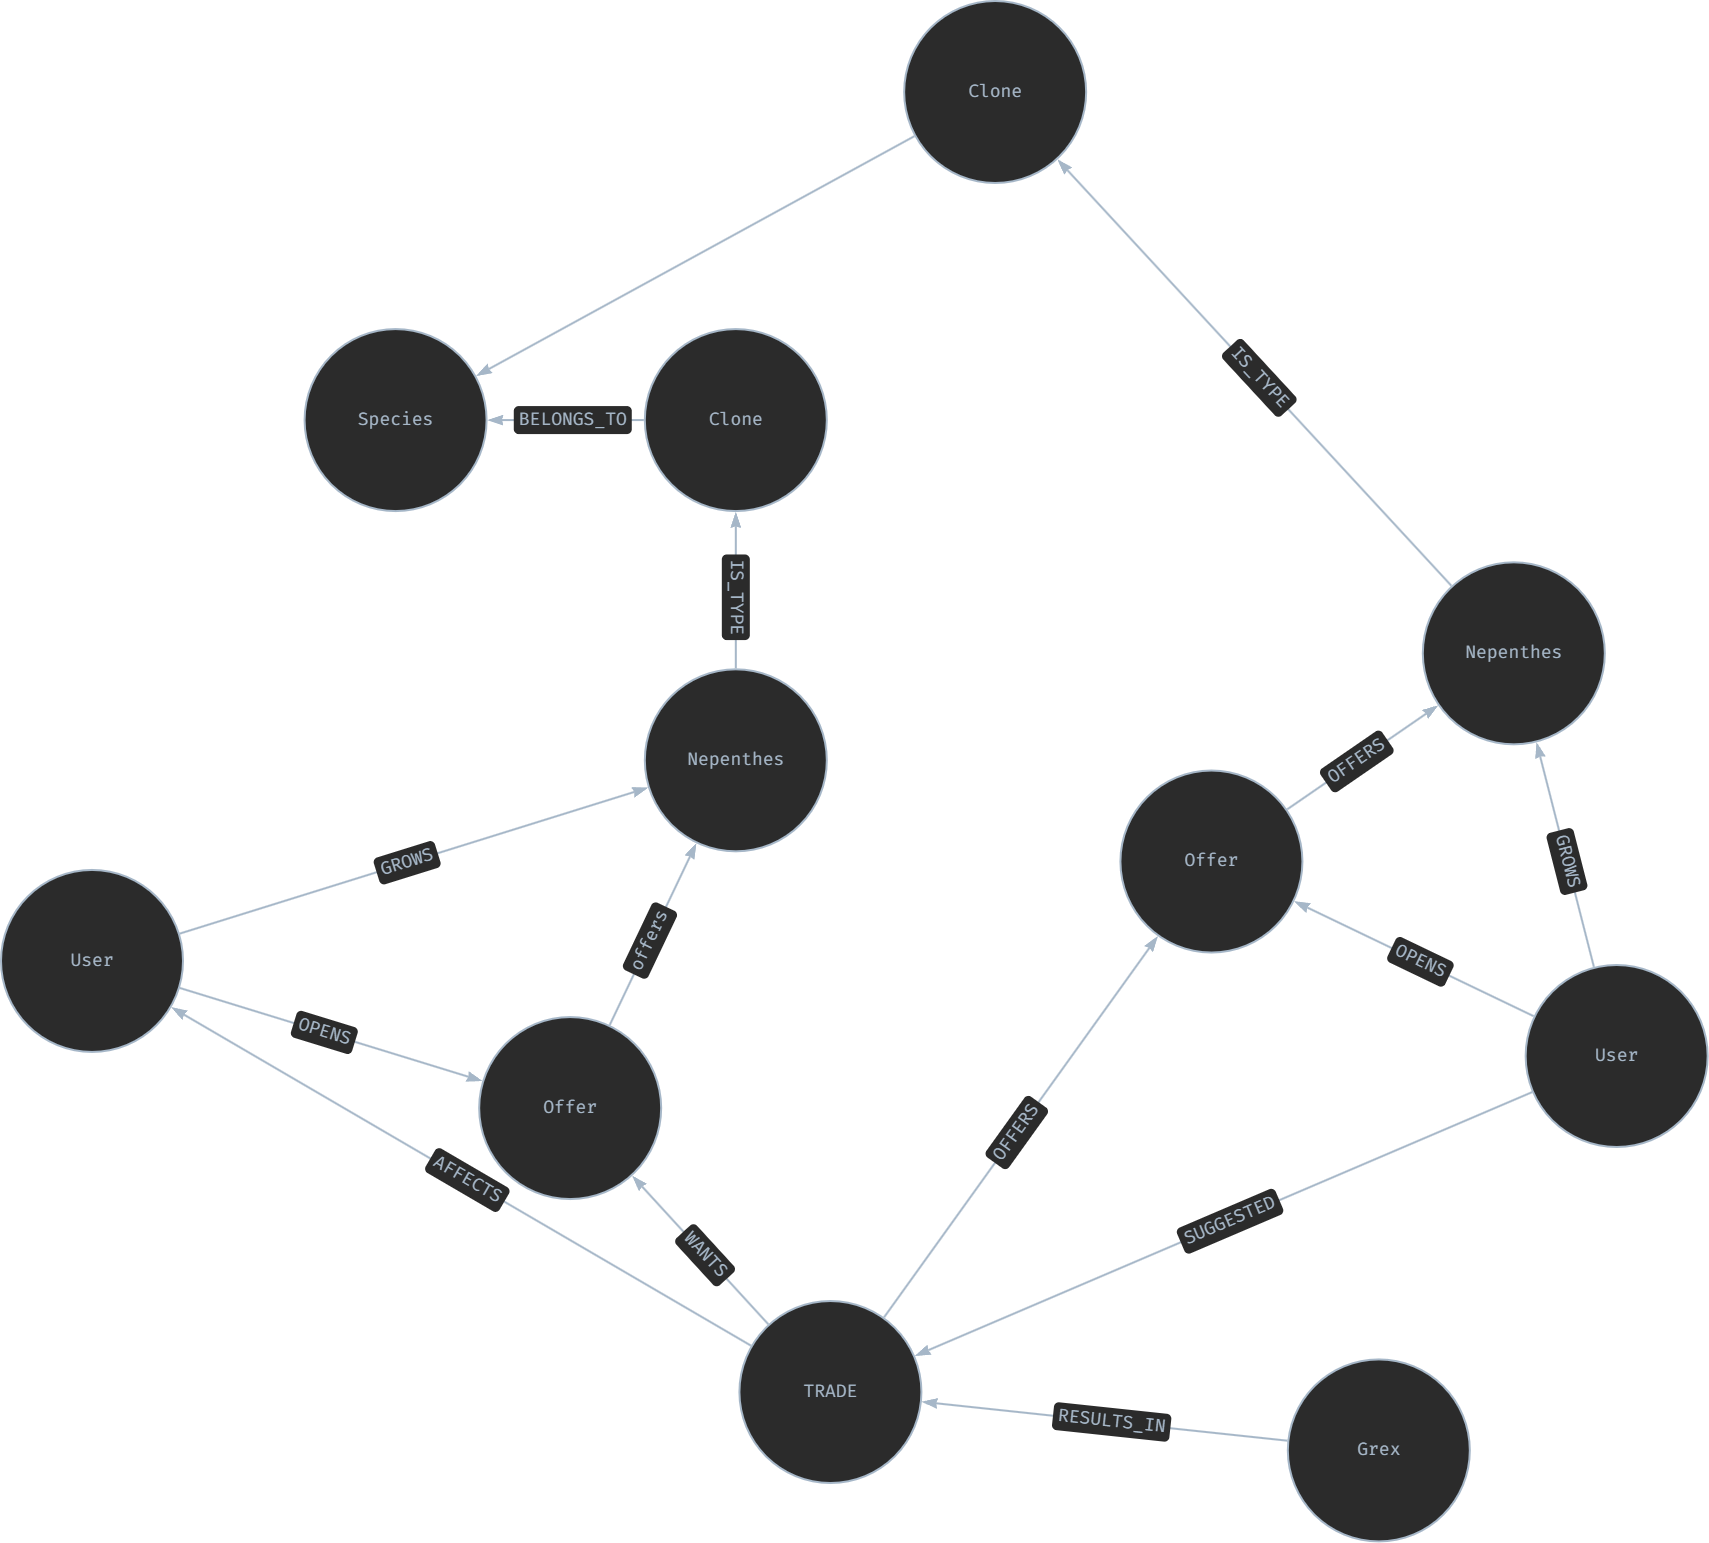 Clone
IS_TYPE
Species
BELONGS_TO
Clone
IS_TYPE
Nepenthes
Nepenthes
OFFERS
GROWS
Offer
GROWS
offers
OPENS
User
OPENS
User
Offer
OFFERS
AFFECTS
WANTS
SUGGESTED
TRADE
RESULTS_IN
Grex